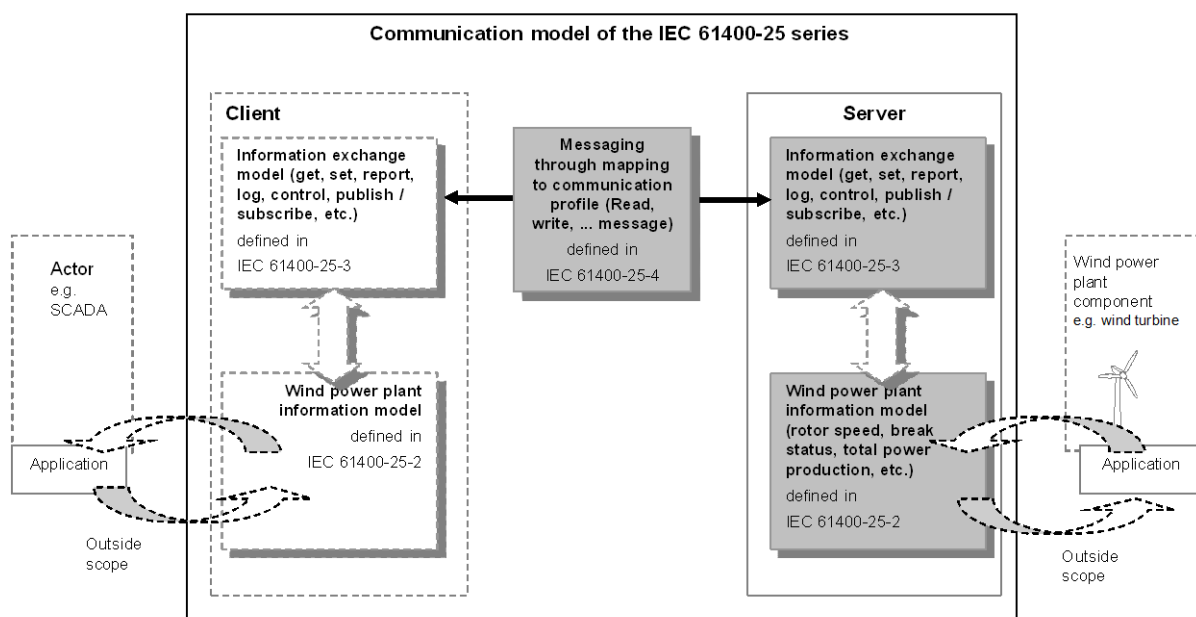 Communication model of the IEC 61400-25 series
Client
Information exchange
model (get, set, report,
log, control, publish /
subscribe, etc.)
defined in
IEC 61400-25-3
Wind power plant
information model
defined in
IEC 61400-25-2
Messaging
through mapping
to communication
profile (Read,
write, ... message)
defined in
IEC 61400-25-4
Server
Information exchange
model (get, set, report,
log, control, publish /
subscribe, etc.)
defined in
IEC 61400-25-3
Wind power plant
information model
(rotor speed, break
status, total power
production, etc.)
defined in
IEC 61400-25-2
Actor
e.g.
SCADA
Application
Outside
scope
Wind power
plant
component
e.g. wind turbine
Application
Outside
scope